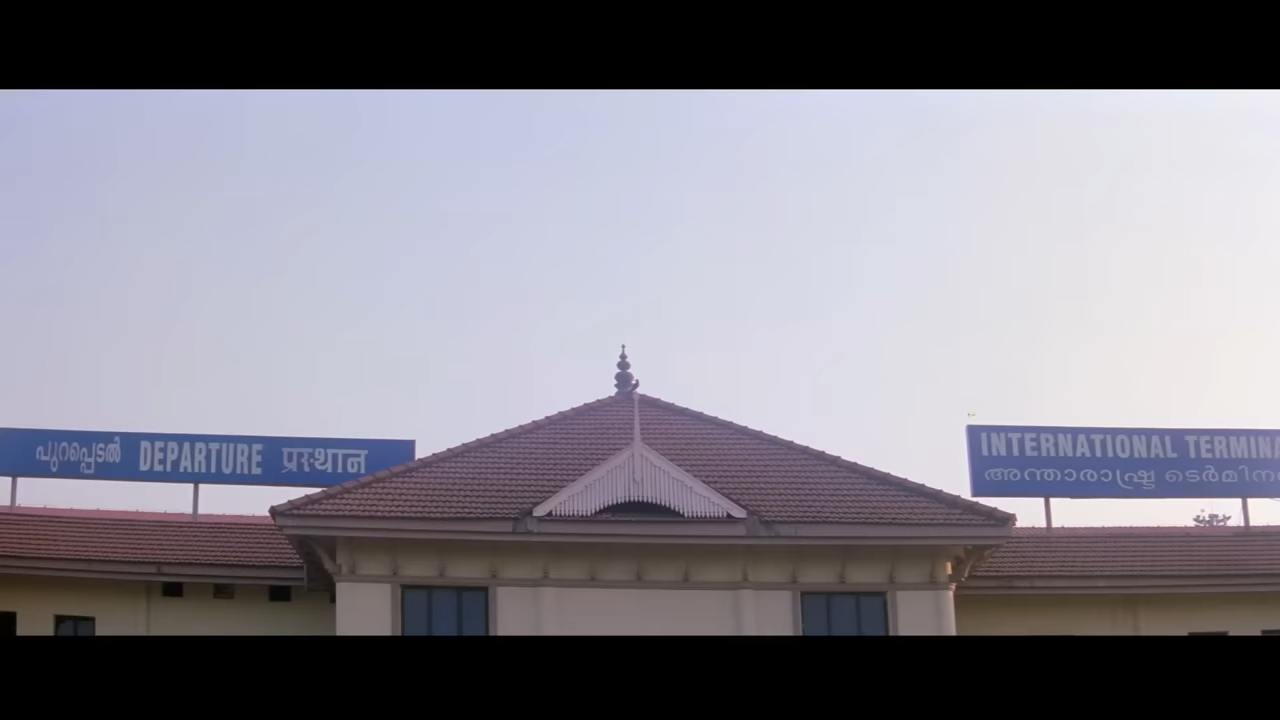 പുറപ്പെടൽ DEPARTURE प्रस्थान
INTERNATIONAL TERMINA
അന്താരാഷ്ട്ര ടെർമിന